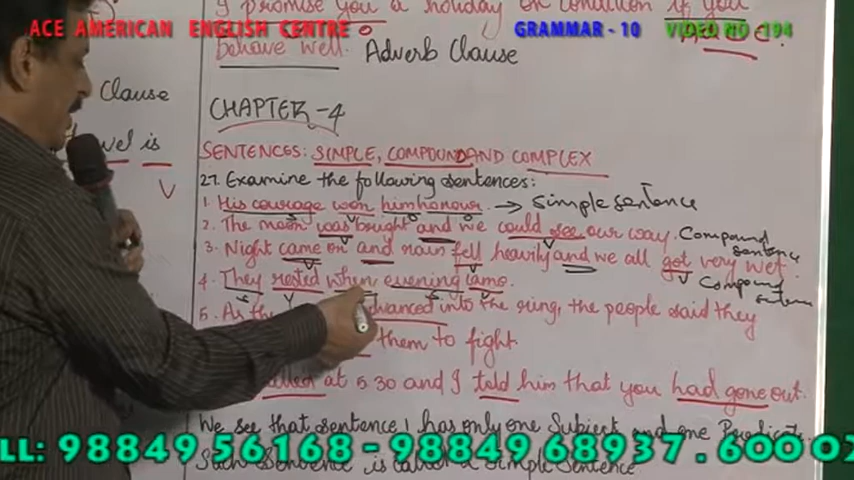 I promise you a holiday on condition if you
ACE AMERICAN ENGLISH CENTRE
GRAMMAR - 10 VIDEO NO 194
behave well. Adverb Clause
Clause
is
CHAPTER-4
SENTENCES: SIMPLE, COMPOUND AND COMPLEX
27. Examine the following sentences:
1. His courage won him honour. → Simple sentence
2. The moon was bright and we could see our way. Compound sentence
3. Night came on and rain fell heavily and we all got very wet.
Compound sentence
4. They rested when evening came.
5. As the advanced into the ring, the people said they
them to fight
at 5 30 and I told him that you had gone out.
We see that sentence 1 has only one Subject and one Predicate.
Such sentence is called a Simple Sentence
LL: 98849 56168 - 98849 68937 . 600 02